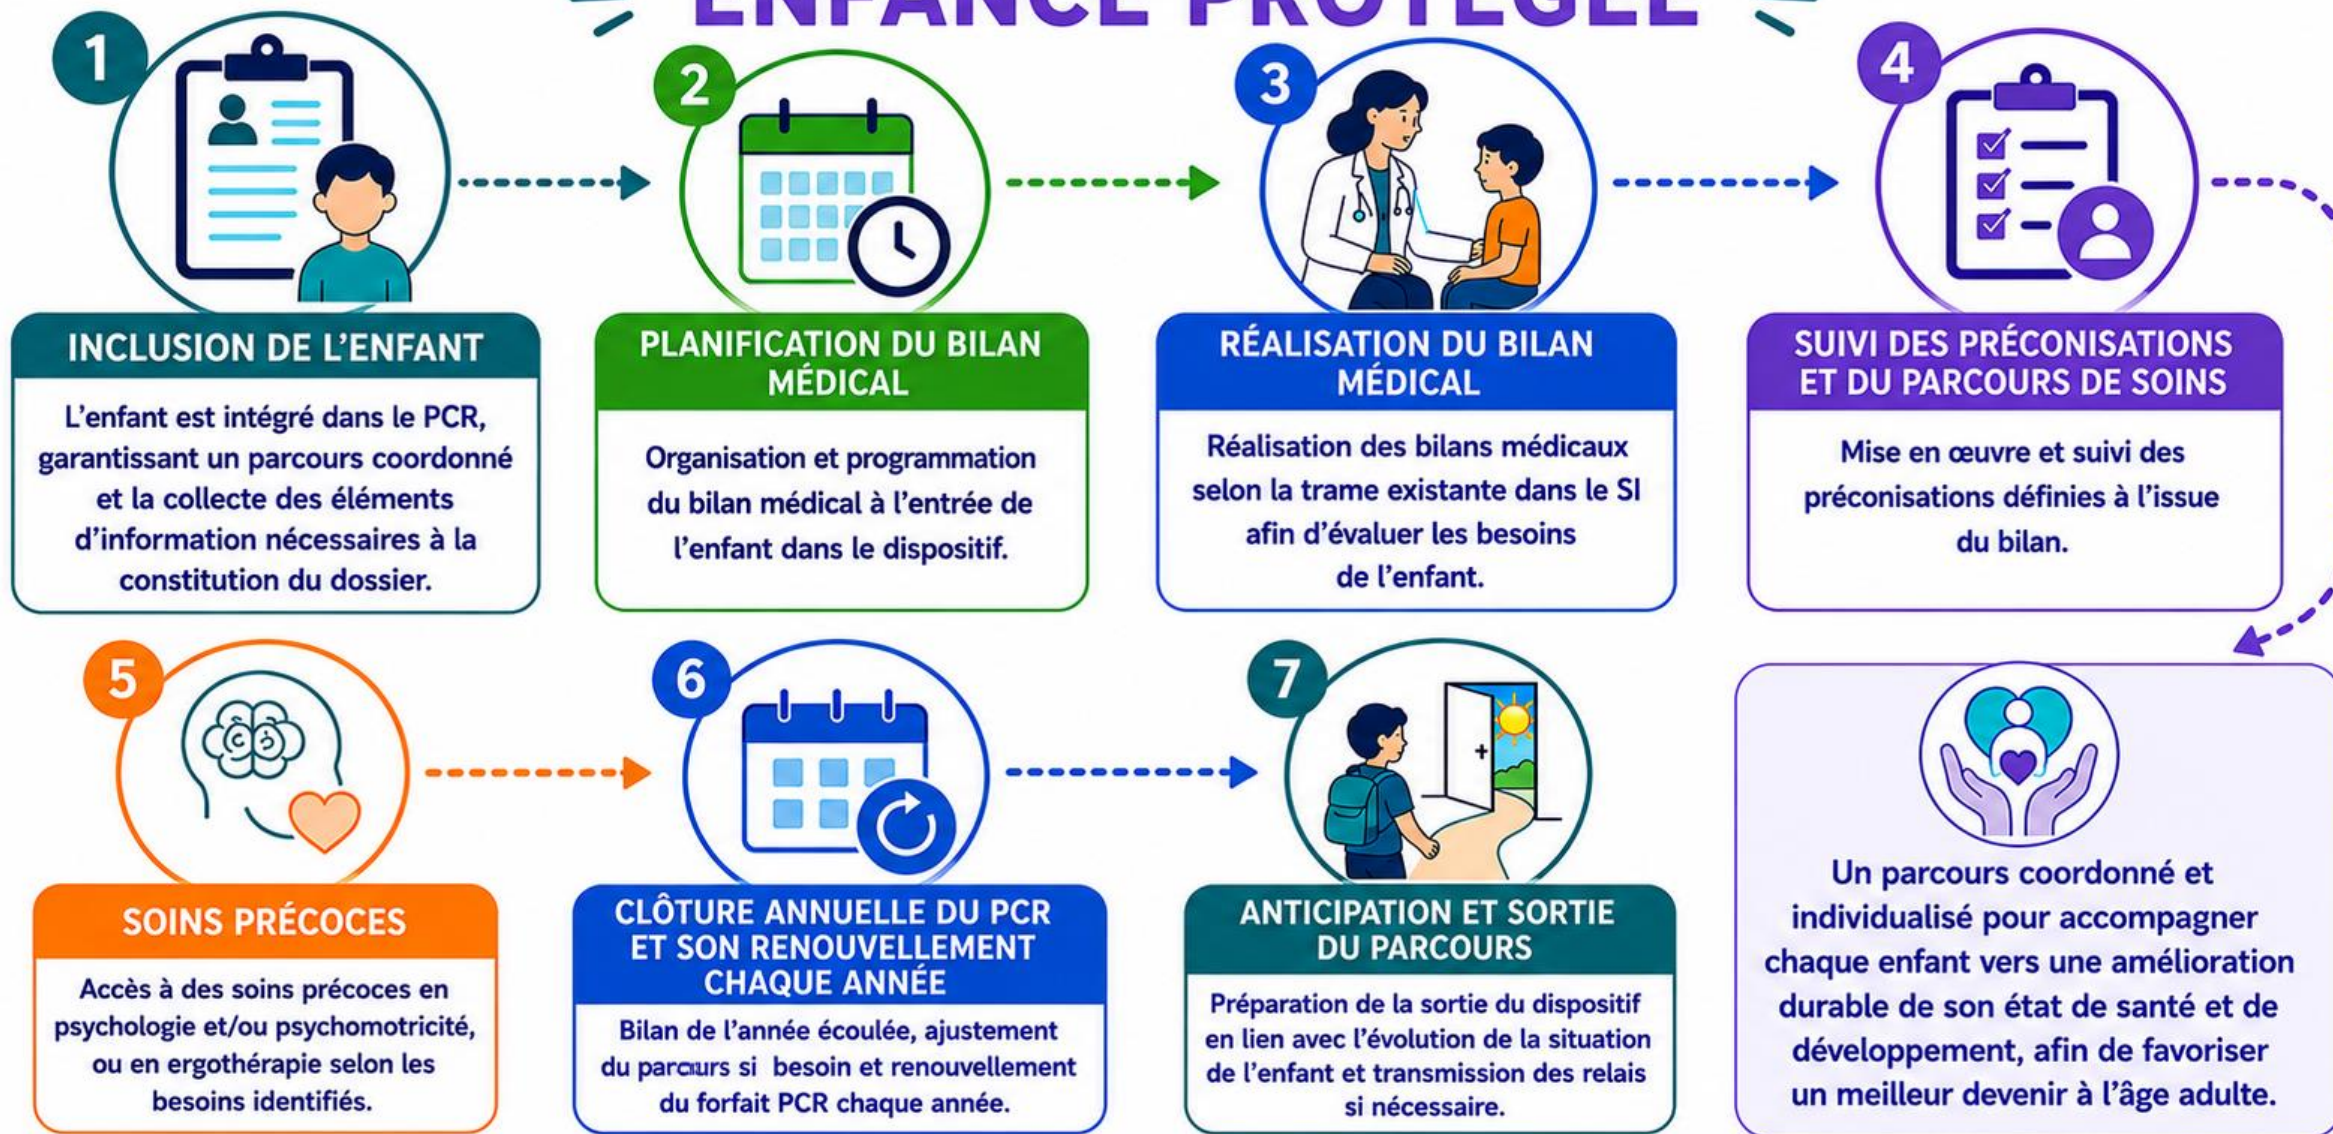 ENFANCE PROTÉGÉE
1
INCLUSION DE L'ENFANT
L'enfant est intégré dans le PCR,
garantissant un parcours coordonné
et la collecte des éléments
d'information nécessaires à la
constitution du dossier.
2
PLANIFICATION DU BILAN
MÉDICAL
Organisation et programmation
du bilan médical à l'entrée de
l'enfant dans le dispositif.
3
RÉALISATION DU BILAN
MÉDICAL
Réalisation des bilans médicaux
selon la trame existante dans le SI
afin d'évaluer les besoins
de l'enfant.
4
SUIVI DES PRÉCONISATIONS
ET DU PARCOURS DE SOINS
Mise en œuvre et suivi des
préconisations définies à l'issue
du bilan.
5
SOINS PRÉCOCES
Accès à des soins précoces en
psychologie et/ou psychomotricité,
ou en ergothérapie selon les
besoins identifiés.
6
CLÔTURE ANNUELLE DU PCR
ET SON RENOUVELLEMENT
CHAQUE ANNÉE
Bilan de l'année écoulée, ajustement
du parcours si besoin et renouvellement
du forfait PCR chaque année.
7
ANTICIPATION ET SORTIE
DU PARCOURS
Préparation de la sortie du dispositif
en lien avec l'évolution de la situation
de l'enfant et transmission des relais
si nécessaire.
Un parcours coordonné et
individualisé pour accompagner
chaque enfant vers une amélioration
durable de son état de santé et de
développement, afin de favoriser
un meilleur devenir à l'âge adulte.